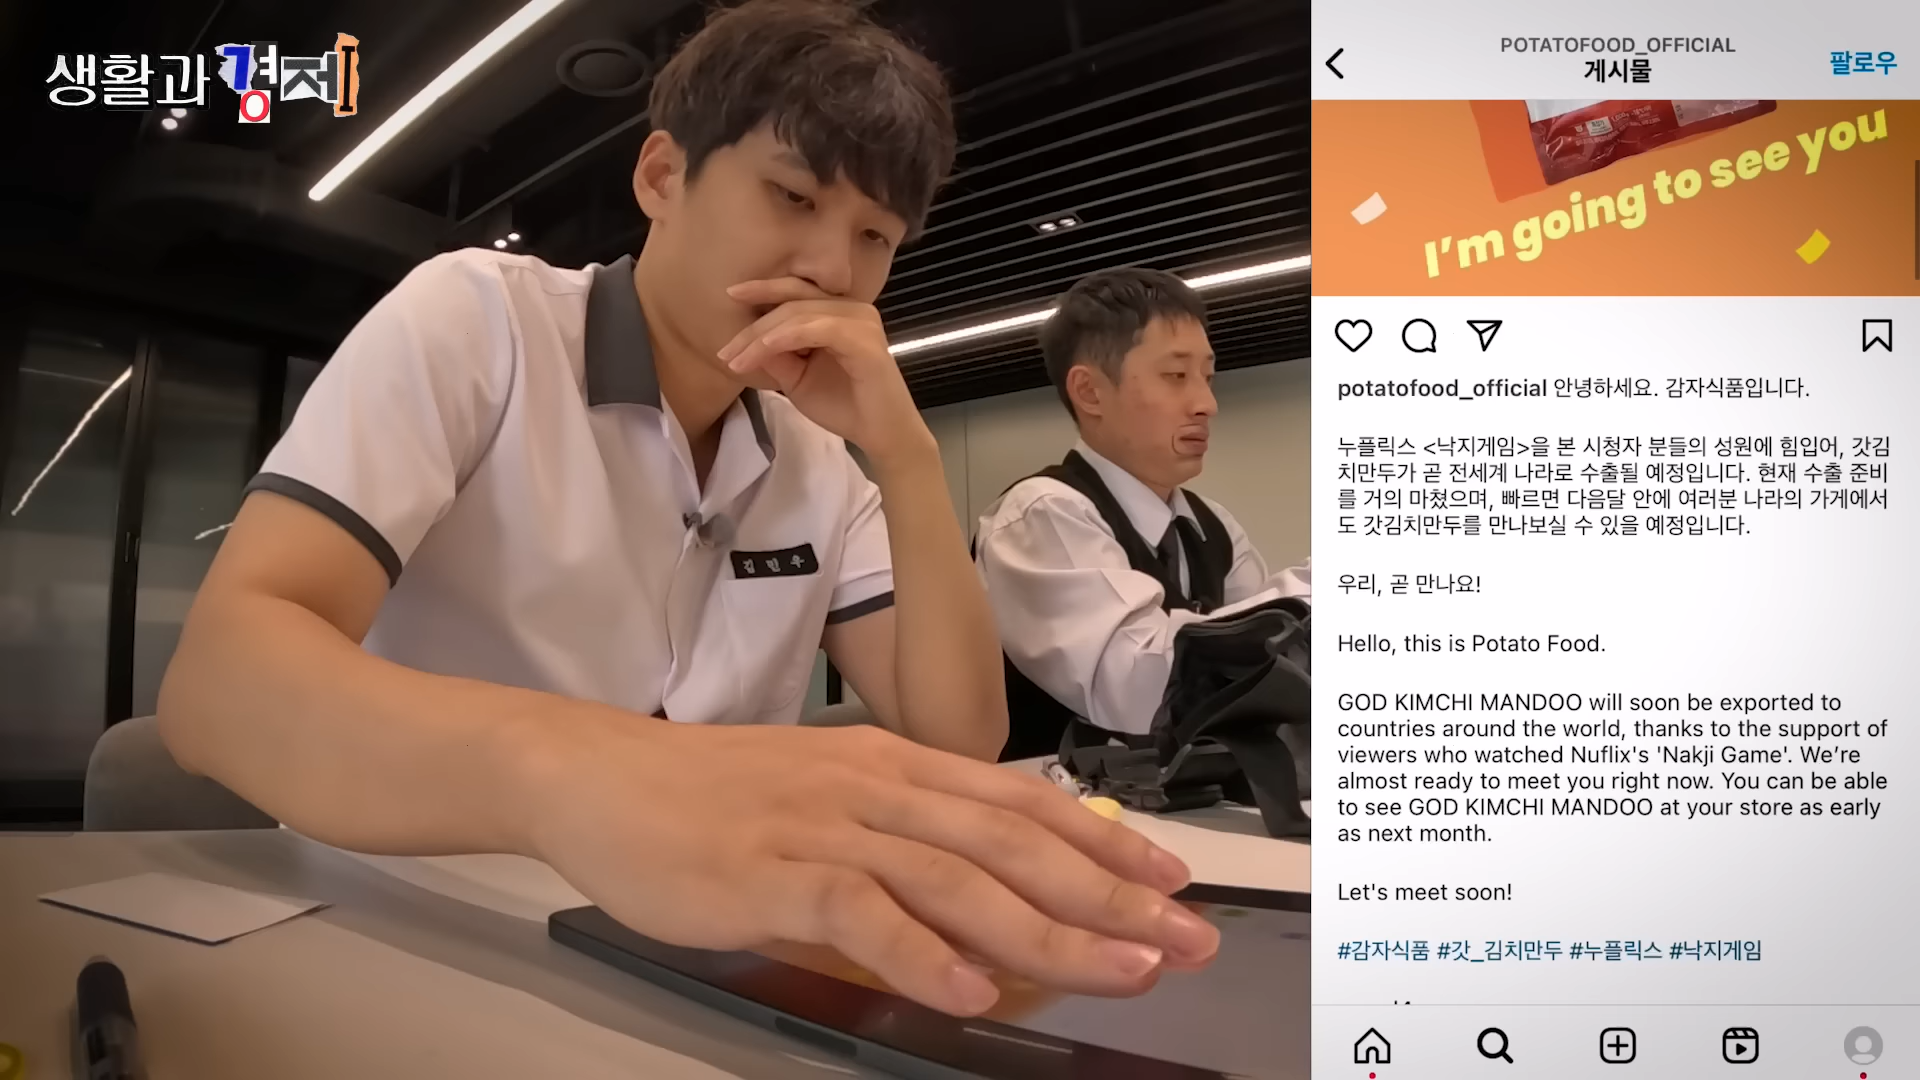 생활과 경제
김민우
POTATOFOOD_OFFICIAL
게시물
팔로우
I'm going to see you
potatofood_official 안녕하세요. 감자식품입니다.
누플릭스 <낙지게임>을 본 시청자 분들의 성원에 힘입어, 갓김
치만두가 곧 전세계 나라로 수출될 예정입니다. 현재 수출 준비
를 거의 마쳤으며, 빠르면 다음달 안에 여러분 나라의 가게에서
도 갓김치만두를 만나보실 수 있을 예정입니다.
우리, 곧 만나요!
Hello, this is Potato Food.
GOD KIMCHI MANDOO will soon be exported to
countries around the world, thanks to the support of
viewers who watched Nuflix's 'Nakji Game'. We’re
almost ready to meet you right now. You can be able
to see GOD KIMCHI MANDOO at your store as early
as next month.
Let's meet soon!
#감자식품 #갓_김치만두 #누플릭스 #낙지게임